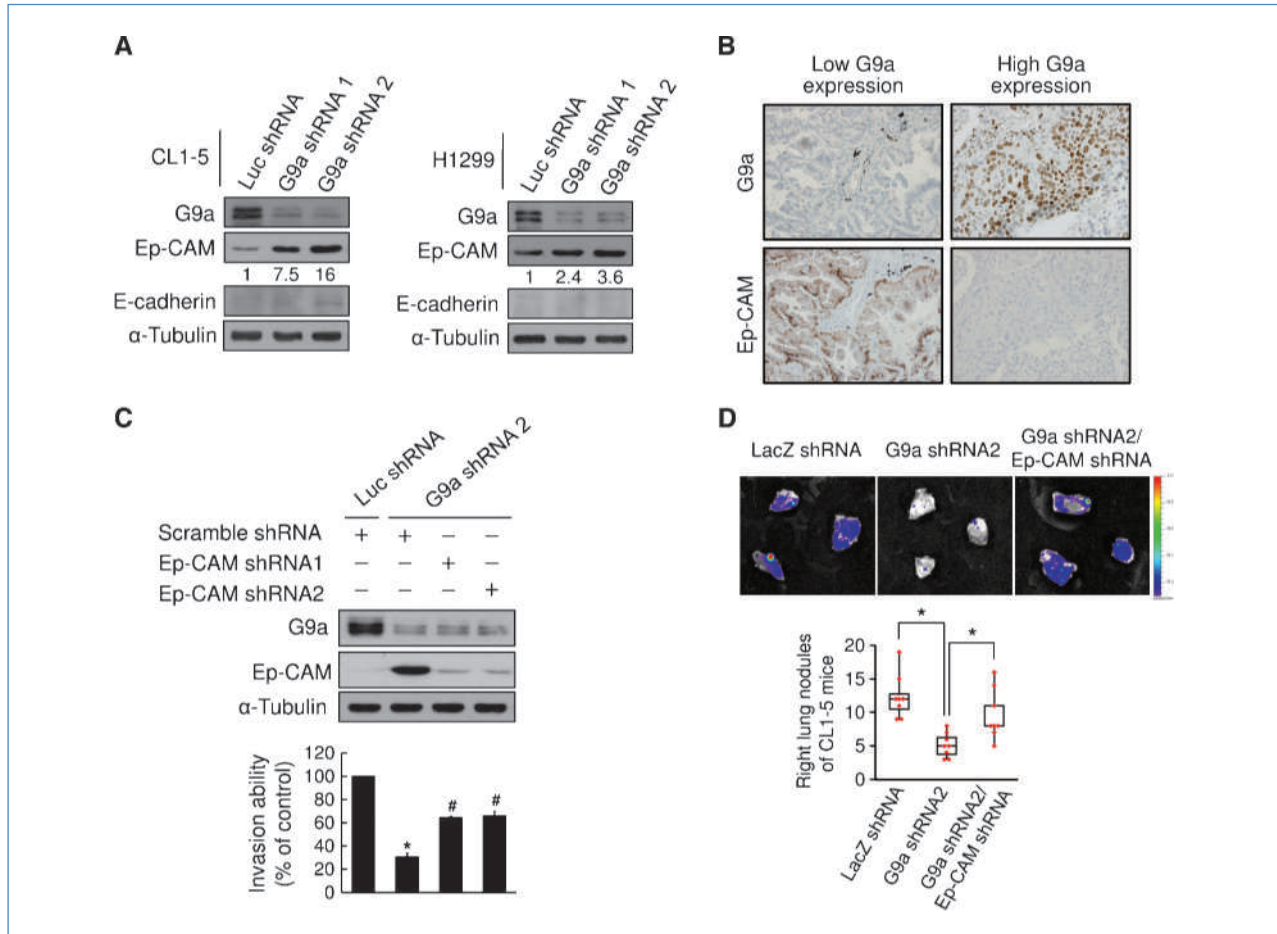 A
CL1-5
Luc shRNA
G9a shRNA 1
G9a shRNA 2
G9a
Ep-CAM
1 7.5 16
E-cadherin
α-Tubulin
H1299
Luc shRNA
G9a shRNA 1
G9a shRNA 2
G9a
Ep-CAM
1 2.4 3.6
E-cadherin
α-Tubulin
B
Low G9a
expression
High G9a
expression
G9a
Ep-CAM
C
Luc shRNA
G9a shRNA 2
Scramble shRNA + + − −
Ep-CAM shRNA1 − − + −
Ep-CAM shRNA2 − − − +
G9a
Ep-CAM
α-Tubulin
Invasion ability
(% of control)
120
100
80
60
40
20
0
*
#
#
D
LacZ shRNA
G9a shRNA2
G9a shRNA2/
Ep-CAM shRNA
Right lung nodules
of CL1-5 mice
20
15
10
5
0
*
*
LacZ shRNA
G9a shRNA2
G9a shRNA2/
Ep-CAM shRNA